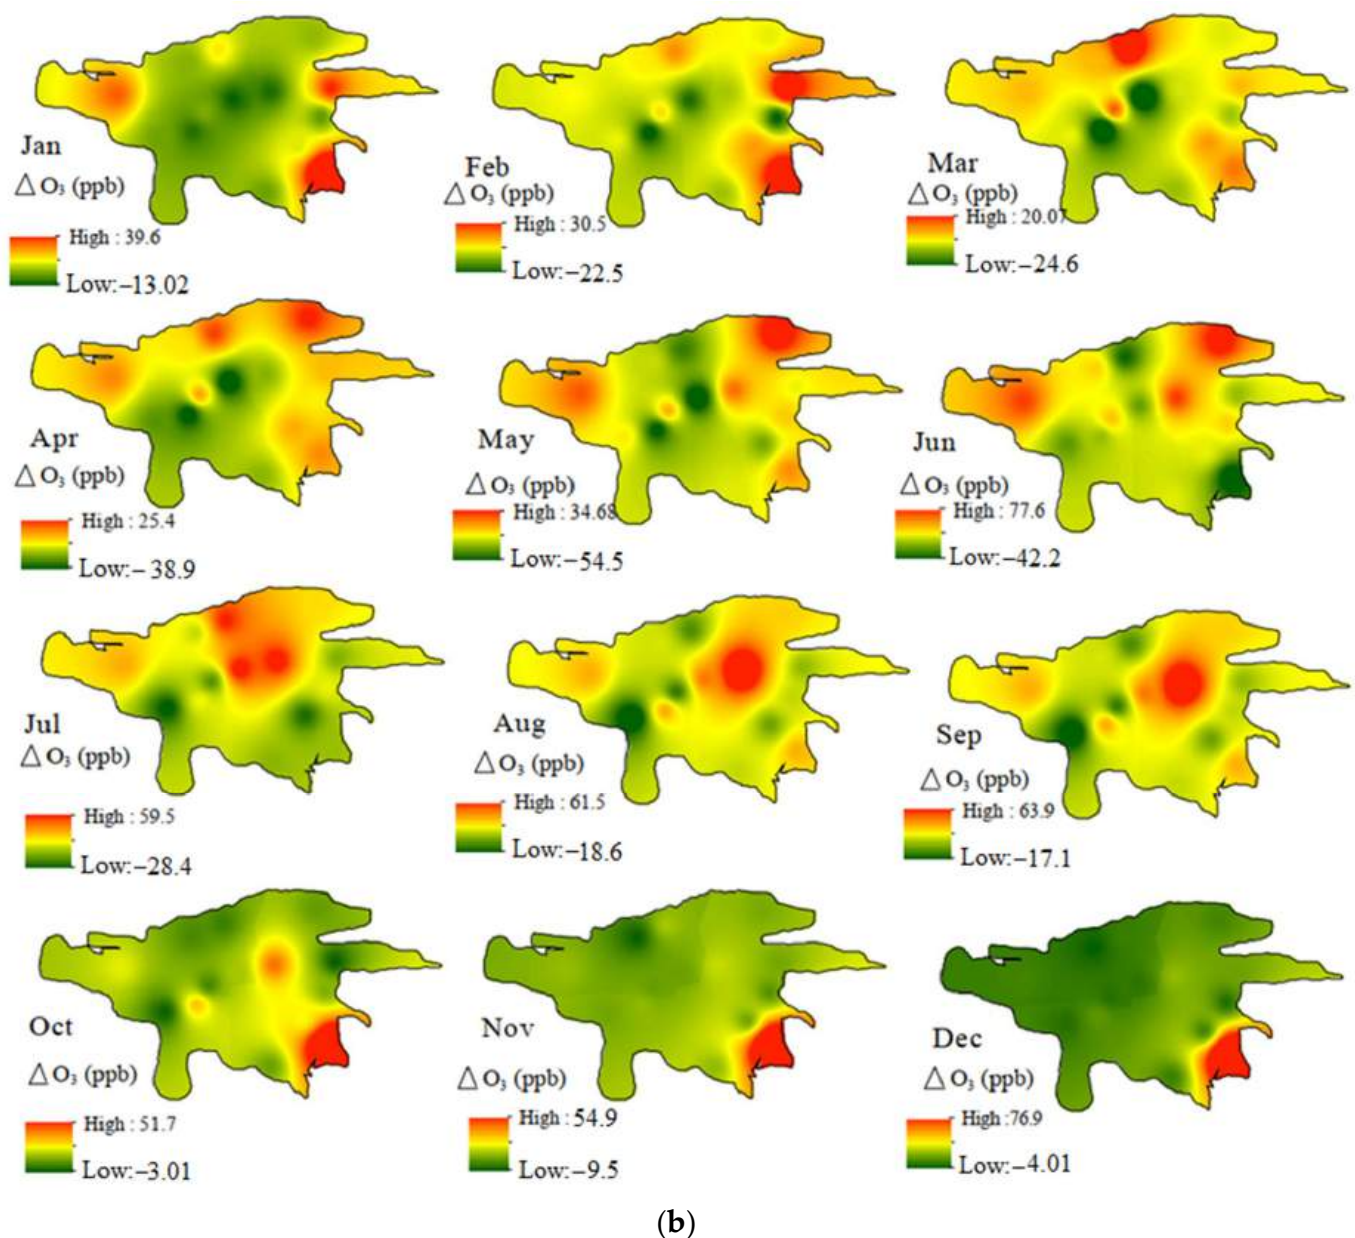 Jan
△ O₃ (ppb)
High : 39.6
Low:−13.02
Feb
△ O₃ (ppb)
High : 30.5
Low:−22.5
Mar
△ O₃ (ppb)
High : 20.07
Low:−24.6
Apr
△ O₃ (ppb)
High : 25.4
Low:−38.9
May
△ O₃ (ppb)
High : 34.68
Low:−54.5
Jun
△ O₃ (ppb)
High : 77.6
Low:−42.2
Jul
△ O₃ (ppb)
High : 59.5
Low:−28.4
Aug
△ O₃ (ppb)
High : 61.5
Low:−18.6
Sep
△ O₃ (ppb)
High : 63.9
Low:−17.1
Oct
△ O₃ (ppb)
High : 51.7
Low:−3.01
Nov
△ O₃ (ppb)
High : 54.9
Low:−9.5
Dec
△ O₃ (ppb)
High :76.9
Low:−4.01
(b)